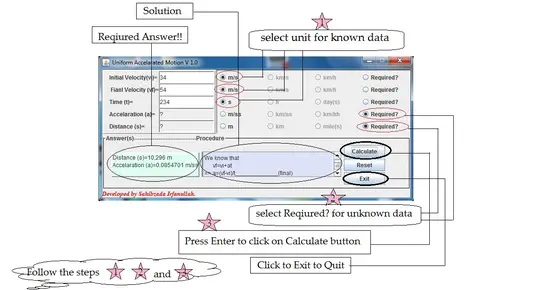 Solution
1
Reqiured Answer!!
select unit for known data
Uniform Accelarated Motion V 1.0
Initial Velocity(vi)= 34 m/s km/s km/h Required?
Fianl Velocity (vf)= 54 m/s km/s km/h Required?
Time (t)= 234 s h day(s) Required?
Accelaration (a)= ? m/ss km/ss km/hh Required?
Distance (s)= ? m km mile(s) Required?
Answer(s) Procedure
Distance (s)=10,296 m
Accelaration (a)=0.0854701 m/s
We know that
vf=vi+at
=> a=(vf-vi)/t (final)
Calculate
Reset
Exit
Developed by Sahibzada Irfanullah.
2
select Reqiured? for unknown data
3
Press Enter to click on Calculate button
Click to Exit to Quit
Follow the steps 1 2 and 3